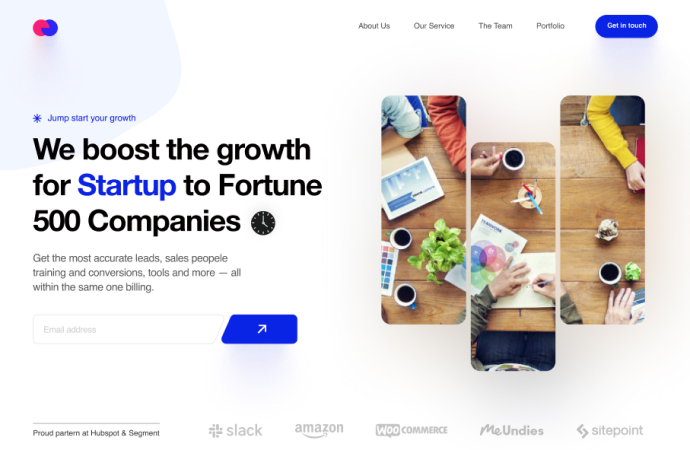 About Us
Our Service
The Team
Portfolio
Get in touch
Jump start your growth
We boost the growth
for Startup to Fortune
500 Companies
Get the most accurate leads, sales peopele
training and conversions, tools and more — all
within the same one billing.
Email address
TEAMWORK
Proud partern at Hubspot & Segment
slack
amazon
WOO COMMERCE
MeUndies
sitepoint